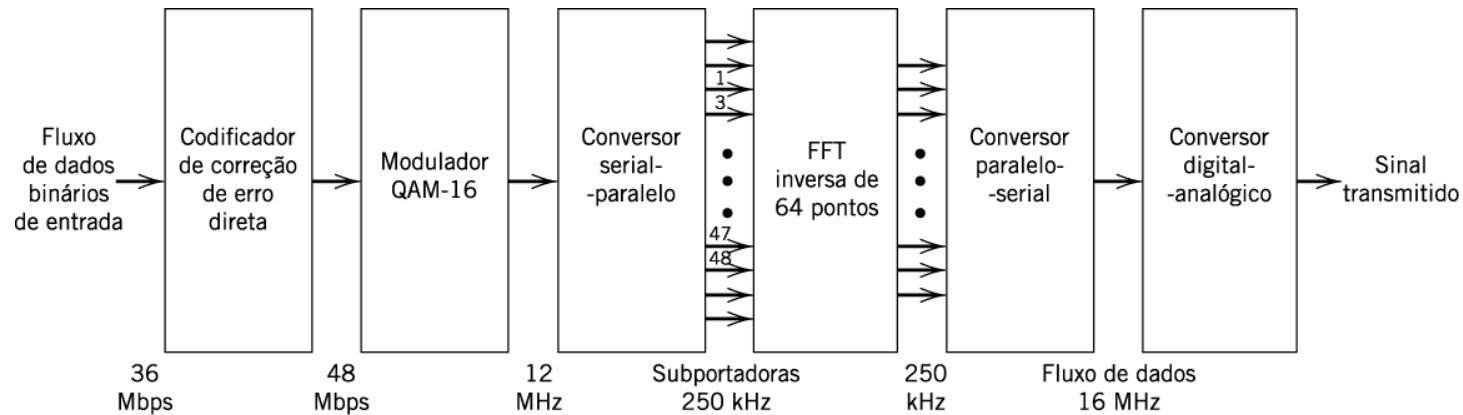 Fluxo
de dados
binários
de entrada
Codificador
de correção
de erro
direta
Modulador
QAM-16
Conversor
serial-
-paralelo
1
3
47
48
FFT
inversa de
64 pontos
Conversor
paralelo-
-serial
Conversor
digital-
-analógico
Sinal
transmitido
36
Mbps
48
Mbps
12
MHz
Subportadoras
250 kHz
250
kHz
Fluxo de dados
16 MHz